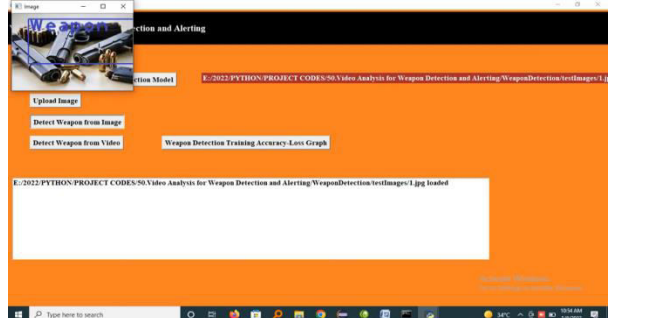 Image
Weapon
ction and Alerting
ction Model
E:/2022/PYTHON/PROJECT CODES/50.Video Analysis for Weapon Detection and Alerting/WeaponDetection/testImages/1.j
Upload Image
Detect Weapon from Image
Detect Weapon from Video
Weapon Detection Training Accuracy-Loss Graph
E:/2022/PYTHON/PROJECT CODES/50.Video Analysis for Weapon Detection and Alerting/WeaponDetection/testImages/1.jpg loaded
Type here to search
34°C
10:54 AM